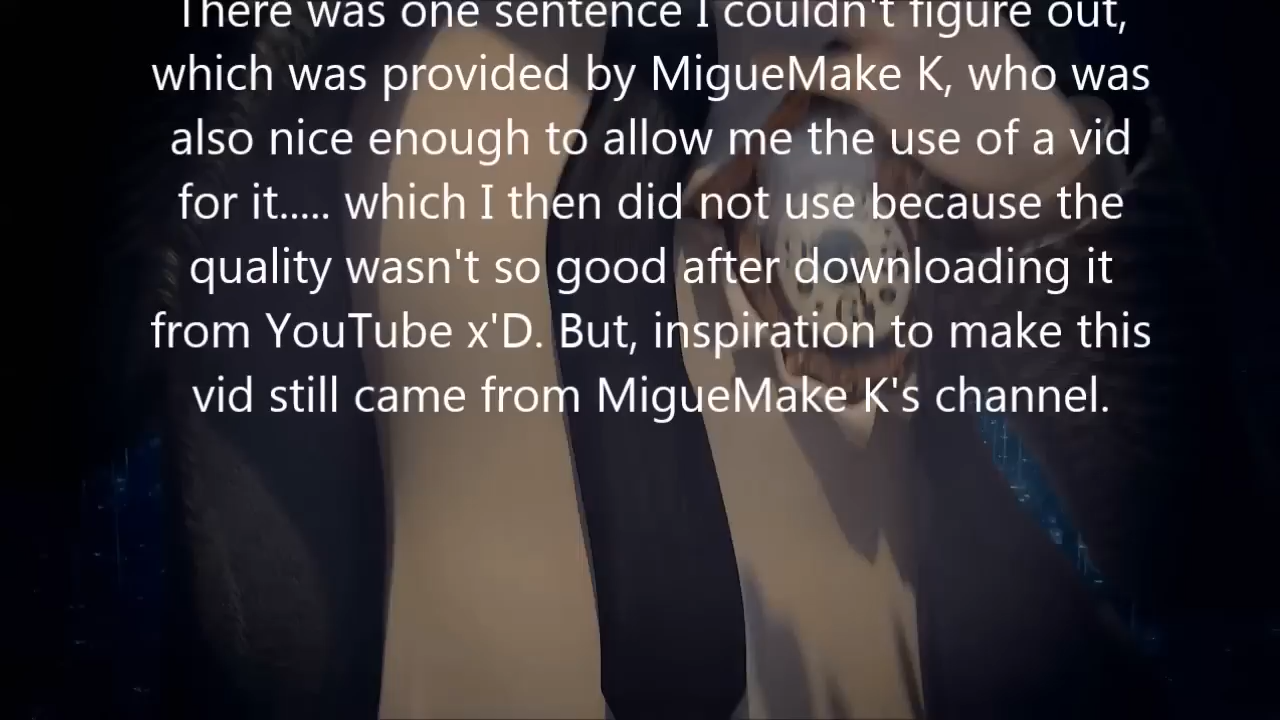 There was one sentence I couldn't figure out,
which was provided by MigueMake K, who was
also nice enough to allow me the use of a vid
for it..... which I then did not use because the
quality wasn't so good after downloading it
from YouTube x'D. But, inspiration to make this
vid still came from MigueMake K's channel.